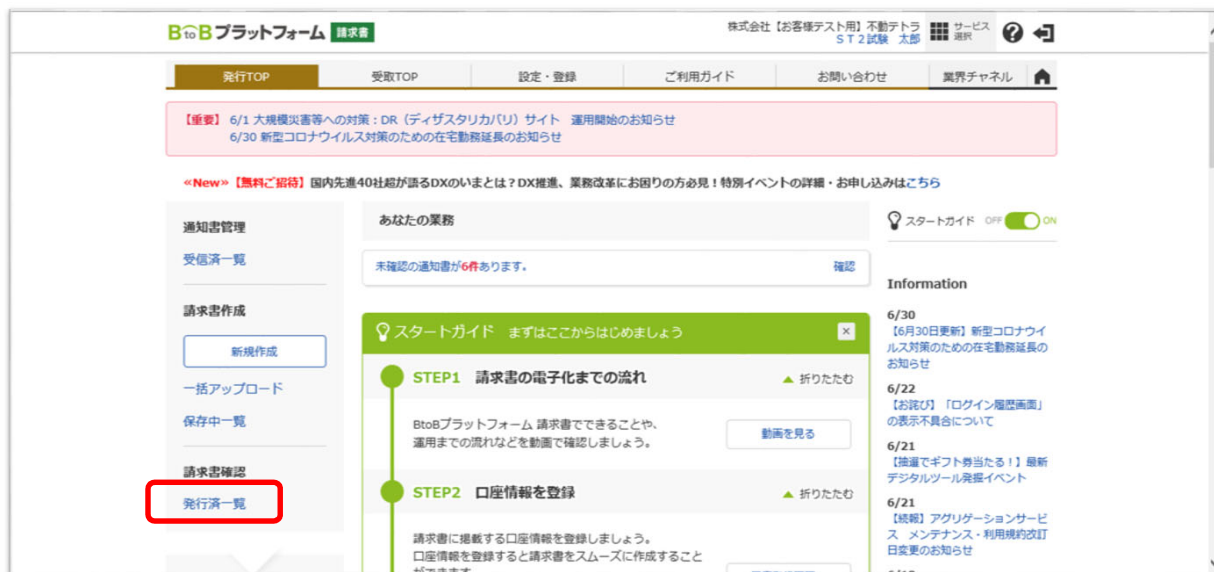 BtoBプラットフォーム 請求書
株式会社【お客様テスト用】不動テトラ
ST2試験 太郎
サービス
選択
発行TOP
受取TOP
設定・登録
ご利用ガイド
お問い合わせ
業界チャネル
【重要】 6/1 大規模災害等への対策：DR（ディザスタリカバリ）サイト 運用開始のお知らせ
6/30 新型コロナウイルス対策のための在宅勤務延長のお知らせ
≪New≫【無料ご招待】国内先進40社超が語るDXのいまとは？DX推進、業務改革にお困りの方必見！特別イベントの詳細・お申し込みはこちら
通知書管理
受信済一覧
請求書作成
新規作成
一括アップロード
保存中一覧
請求書確認
発行済一覧
あなたの業務
未確認の通知書が6件あります。
確認
スタートガイド まずはここからはじめましょう
STEP1 請求書の電子化までの流れ
折りたたむ
BtoBプラットフォーム 請求書でできることや、
運用までの流れなどを動画で確認しましょう。
動画を見る
STEP2 口座情報を登録
折りたたむ
請求書に掲載する口座情報を登録しましょう。
口座情報を登録すると請求書をスムーズに作成すること
スタートガイド OFF ON
Information
6/30
【6月30日更新】新型コロナウイ
ルス対策のための在宅勤務延長の
お知らせ
6/22
【お詫び】「ログイン履歴画面」
の表示不具合について
6/21
【抽選でギフト券当たる！】最新
デジタルツール発掘イベント
6/21
【続報】アグリゲーションサービ
ス メンテナンス・利用規約改訂
日変更のお知らせ